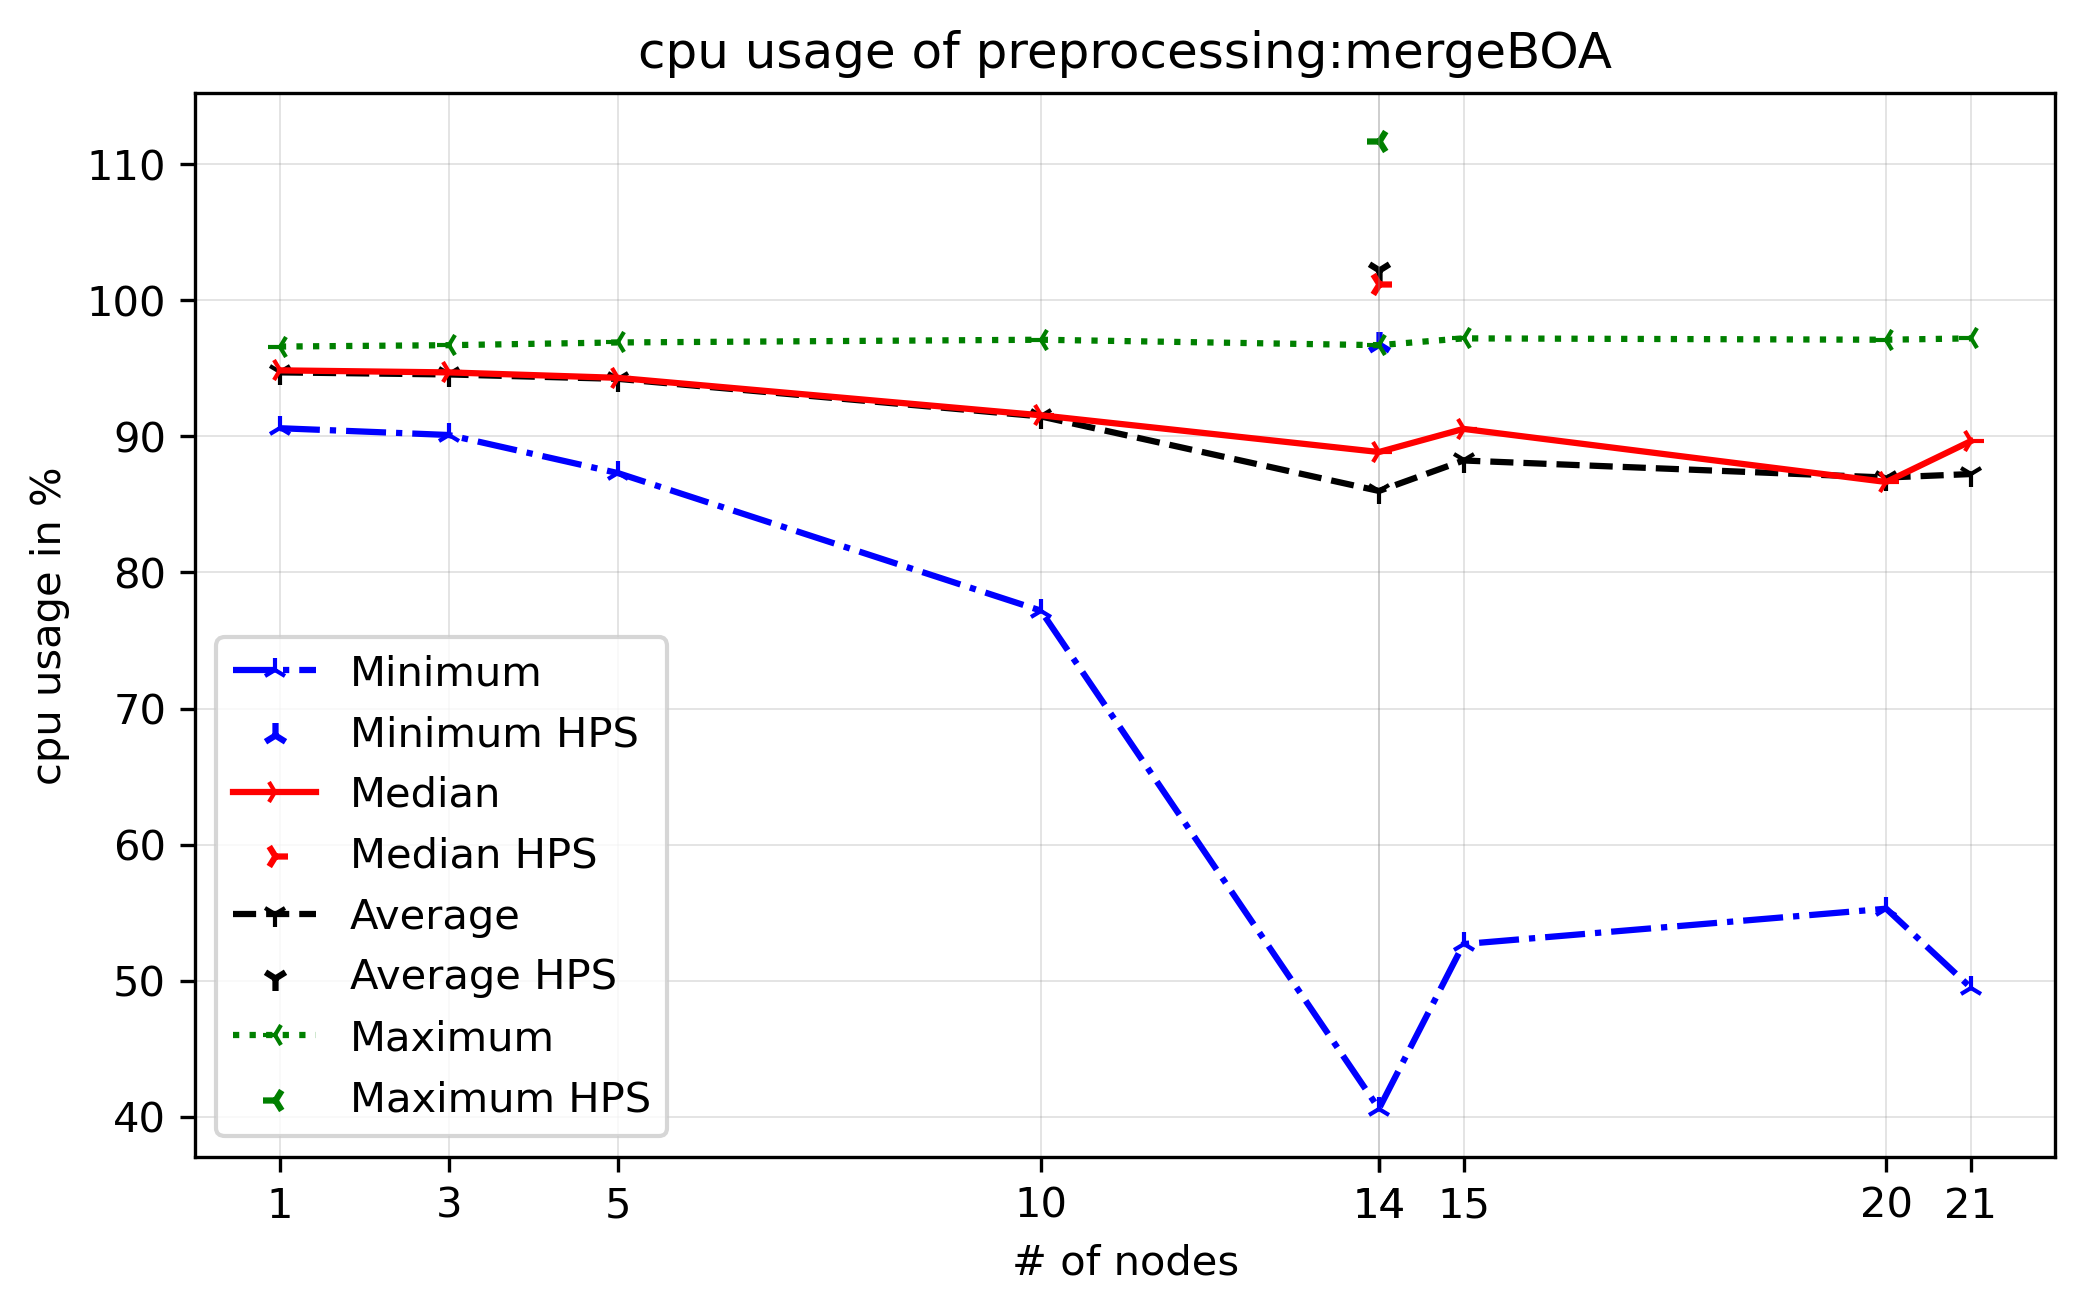 cpu usage of preprocessing:mergeBOA
cpu usage in %
110
100
90
80
70
60
50
40
Minimum
Minimum HPS
Median
Median HPS
Average
Average HPS
Maximum
Maximum HPS
1 3 5 10 14 15 20 21
# of nodes